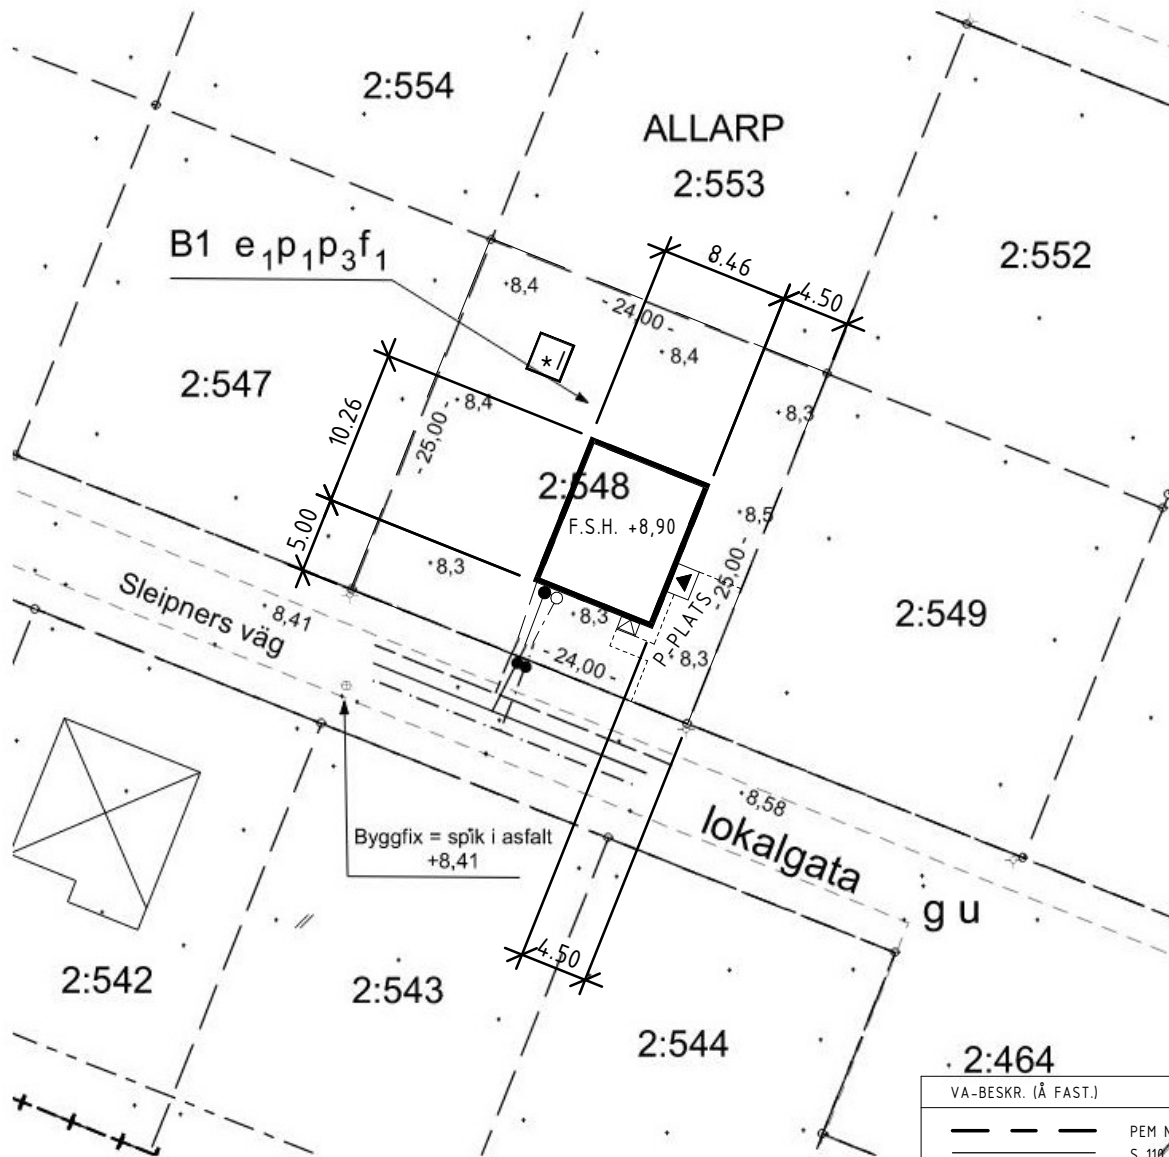 2:554
ALLARP
2:553
2:552
B1 e₁p₁p₃f₁
8.46
4.50
8,4
- 24,00 -
8,4
2:547
10.26
8,4
8,3
- 25,00 -
2:548
F.S.H. +8,90
8,5
5.00
8,3
- 25,00 -
Sleipners väg
8,41
8,3
P-PLATS
8,3
- 24,00 -
2:549
8,58
lokalgata
g u
Byggfix = spik i asfalt
+8,41
4.50
2:542
2:543
2:544
2:464
VA-BESKR. (Å FAST.)
PEM
S 110